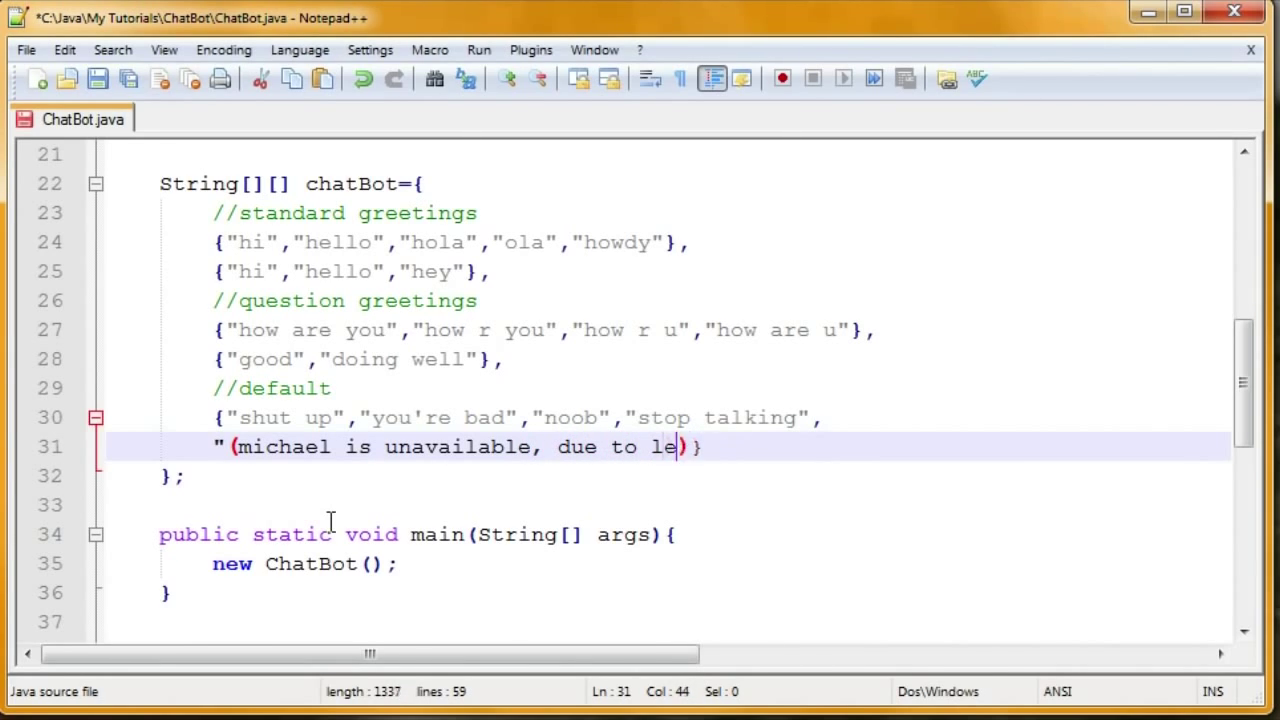 *C:\Java\My Tutorials\ChatBot\ChatBot.java - Notepad++
File Edit Search View Encoding Language Settings Macro Run Plugins Window ? X
ABC
ChatBot.java
21
22 String[][] chatBot={
23 //standard greetings
24 {"hi","hello","hola","ola","howdy"},
25 {"hi","hello","hey"},
26 //question greetings
27 {"how are you","how r you","how r u","how are u"},
28 {"good","doing well"},
29 //default
30 {"shut up","you're bad","noob","stop talking",
31 "(michael is unavailable, due to le)}
32 };
33
34 public static void main(String[] args){
35 new ChatBot();
36 }
37
Java source file length : 1337 lines : 59 Ln : 31 Col : 44 Sel : 0 Dos\Windows ANSI INS